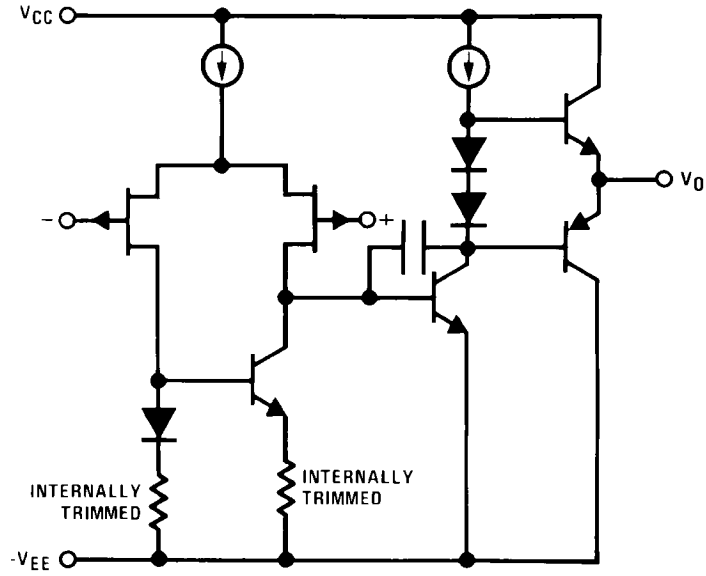 VCC
−
+
VO
INTERNALLY
TRIMMED
INTERNALLY
TRIMMED
-VEE